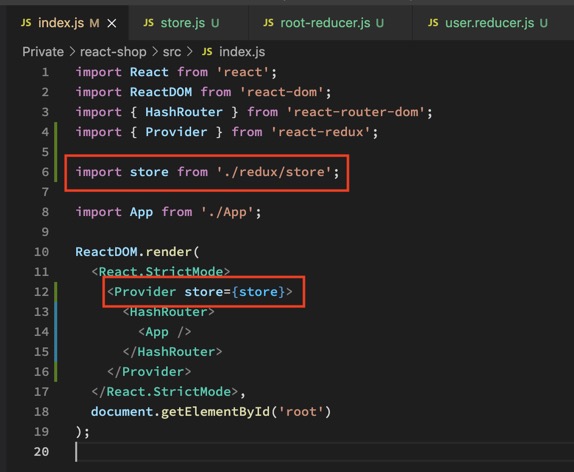 JS index.js M ×
JS store.js U
JS root-reducer.js U
JS user.reducer.js U
Private > react-shop > src > JS index.js
1 import React from 'react';
2 import ReactDOM from 'react-dom';
3 import { HashRouter } from 'react-router-dom';
4 import { Provider } from 'react-redux';
5
6 import store from './redux/store';
7
8 import App from './App';
9
10 ReactDOM.render(
11 <React.StrictMode>
12 <Provider store={store}>
13 <HashRouter>
14 <App />
15 </HashRouter>
16 </Provider>
17 </React.StrictMode>,
18 document.getElementById('root')
19 );
20